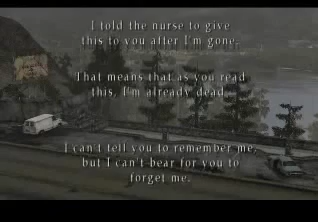 I told the nurse to give
this to you after I'm gone.
That means that as you read
this, I'm already dead.
I can't tell you to remember me,
but I can't bear for you to
forget me.